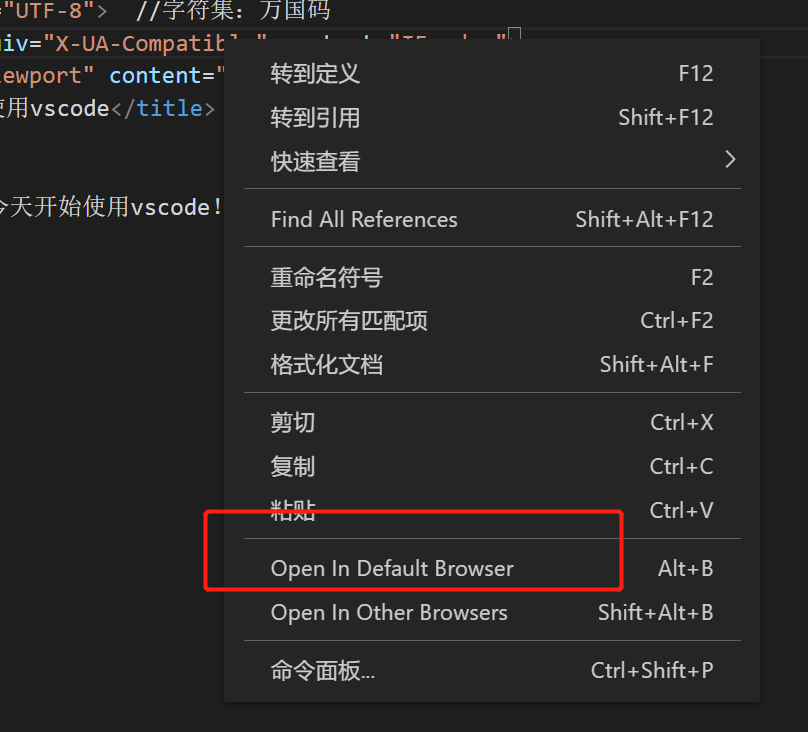 ="UTF-8"> //字符集：万国码
uiv="X-UA-Compatibl
iewport" content="
使用vscode</title>
今天开始使用vscode!
转到定义 F12
转到引用 Shift+F12
快速查看
Find All References Shift+Alt+F12
重命名符号 F2
更改所有匹配项 Ctrl+F2
格式化文档 Shift+Alt+F
剪切 Ctrl+X
复制 Ctrl+C
粘贴 Ctrl+V
Open In Default Browser Alt+B
Open In Other Browsers Shift+Alt+B
命令面板... Ctrl+Shift+P